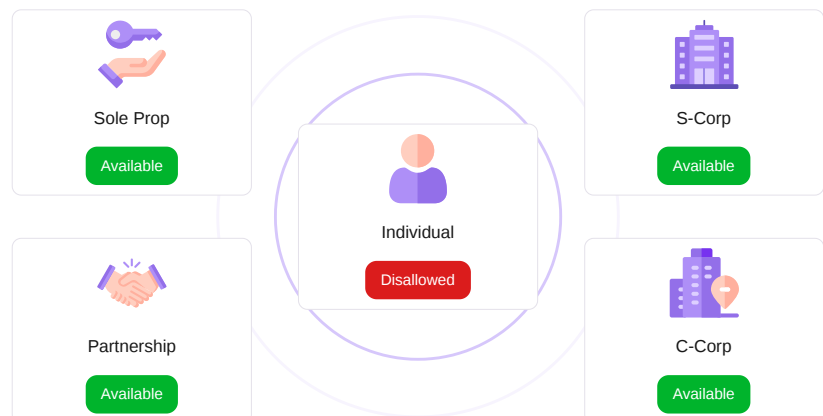 Sole Prop
Available
S-Corp
Available
Individual
Disallowed
Partnership
Available
C-Corp
Available